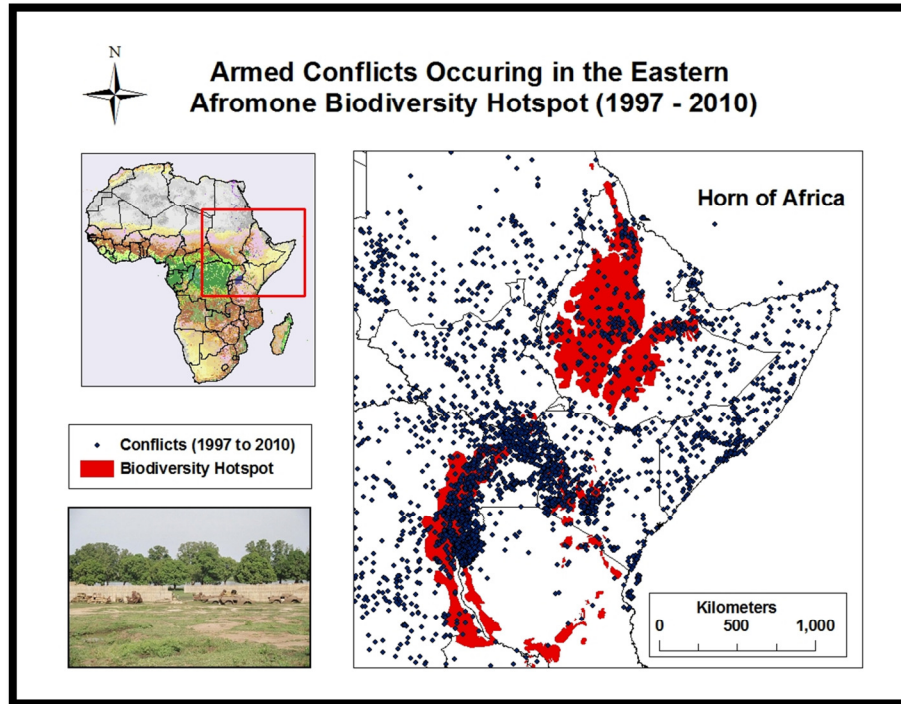 N
Armed Conflicts Occuring in the Eastern
Afromone Biodiversity Hotspot (1997 - 2010)
Horn of Africa
Conflicts (1997 to 2010)
Biodiversity Hotspot
Kilometers
0 500 1,000